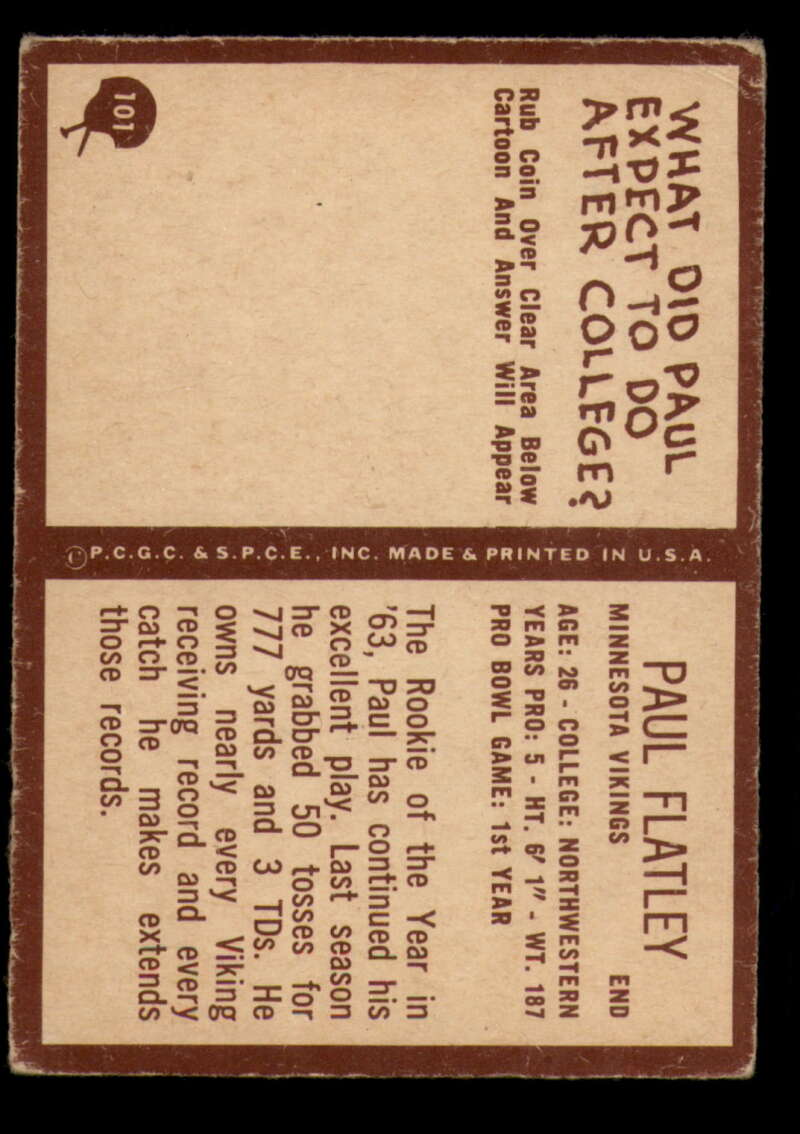 101
WHAT DID PAUL
EXPECT TO DO
AFTER COLLEGE?
Rub Coin Over Clear Area Below
Cartoon And Answer Will Appear
©P.C.G.C. & S.P.C.E., INC. MADE & PRINTED IN U.S.A.
PAUL FLATLEY
MINNESOTA VIKINGS END
AGE: 26 - COLLEGE: NORTHWESTERN
YEARS PRO: 5 - HT. 6' 1" - WT. 187
PRO BOWL GAME: 1st YEAR
The Rookie of the Year in
'63, Paul has continued his
excellent play. Last season
he grabbed 50 tosses for
777 yards and 3 TDs. He
owns nearly every Viking
receiving record and every
catch he makes extends
those records.